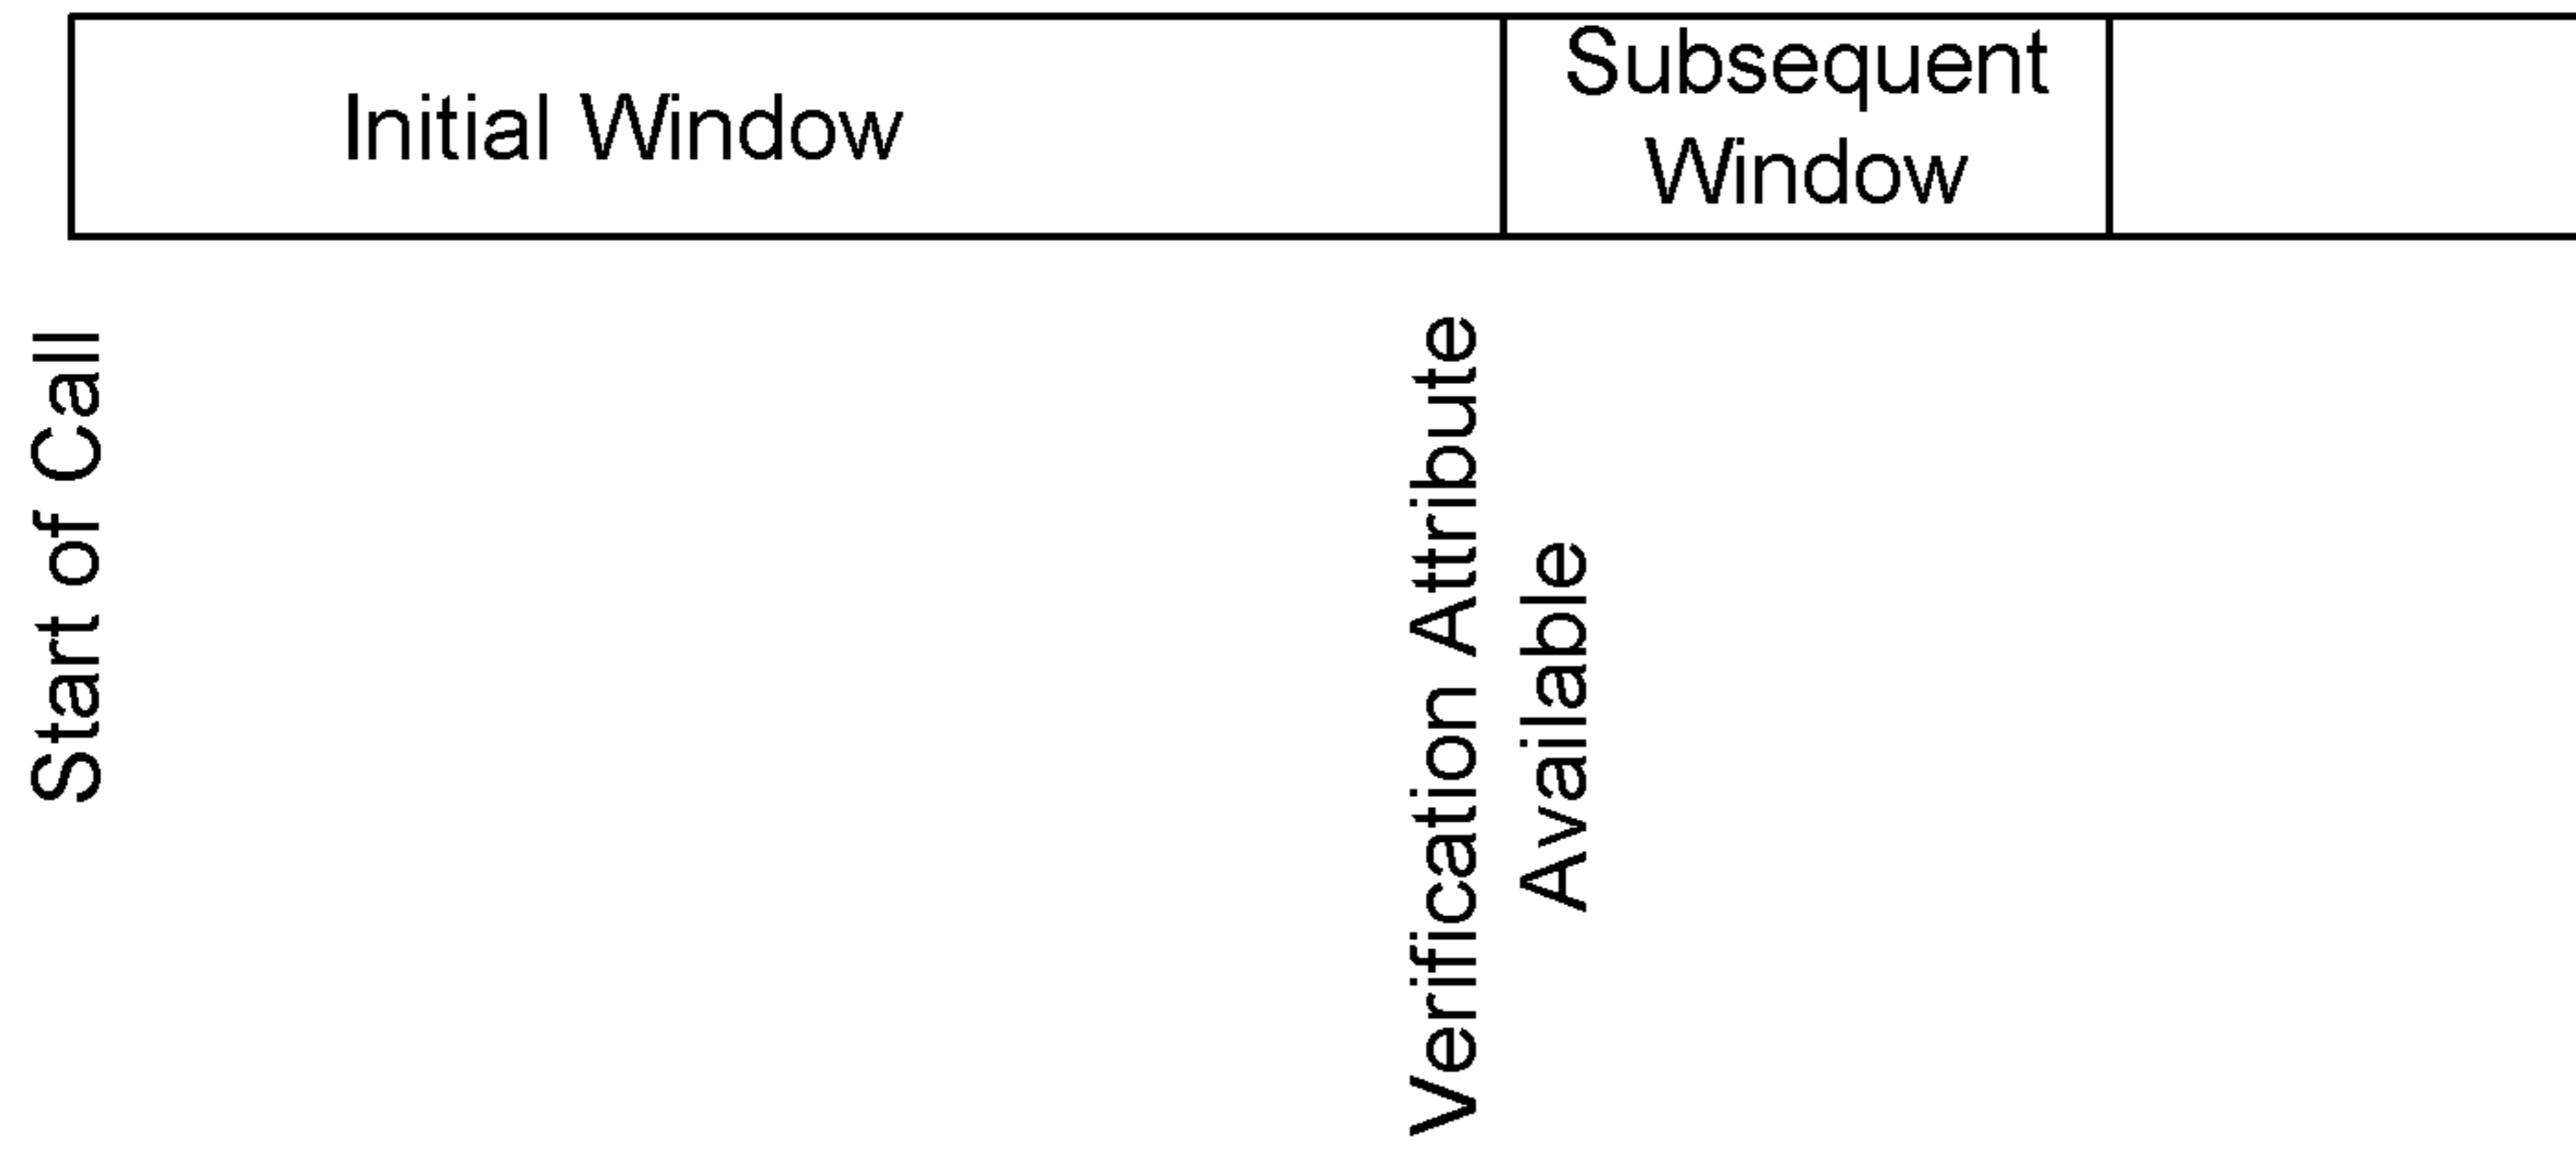 Initial Window
Subsequent
Window
Start of Call
Verification Attribute
Available